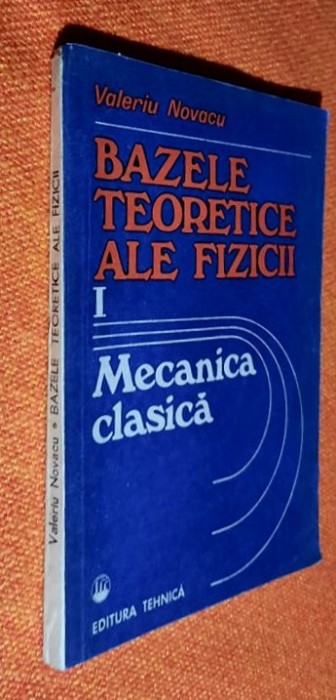 Valeriu Novacu
BAZELE
TEORETICE
ALE FIZICII
I
Mecanica
clasică
EDITURA TEHNICĂ
Valeriu Novacu • BAZELE TEORETICE ALE FIZICII